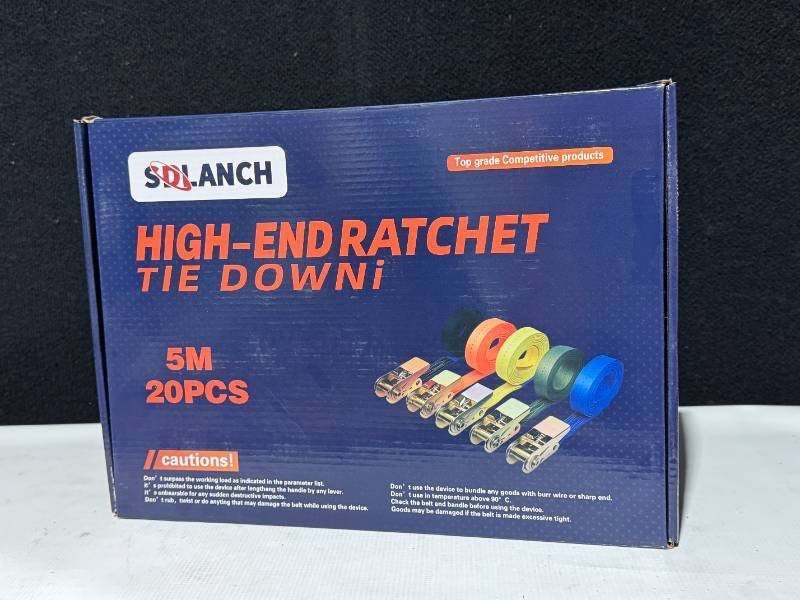 SDLANCH
Top grade Competitive products
HIGH-END RATCHET
TIE DOWNi
5M
20PCS
// cautions!
Don't surpass the working load as indicated in the parameter list.
it's prohibited to use the device after lengthening the handle by any lever.
It's unbearable for any sudden destructive impacts.
Don't rub, twist or do anyting that may damage the belt while using the device.
Don't use the device to bundle any goods with burr wire or sharp end.
Don't use in temperature above 90° C.
Check the belt and bandle before using the device.
Goods may be damaged if the belt is made excessive tight.